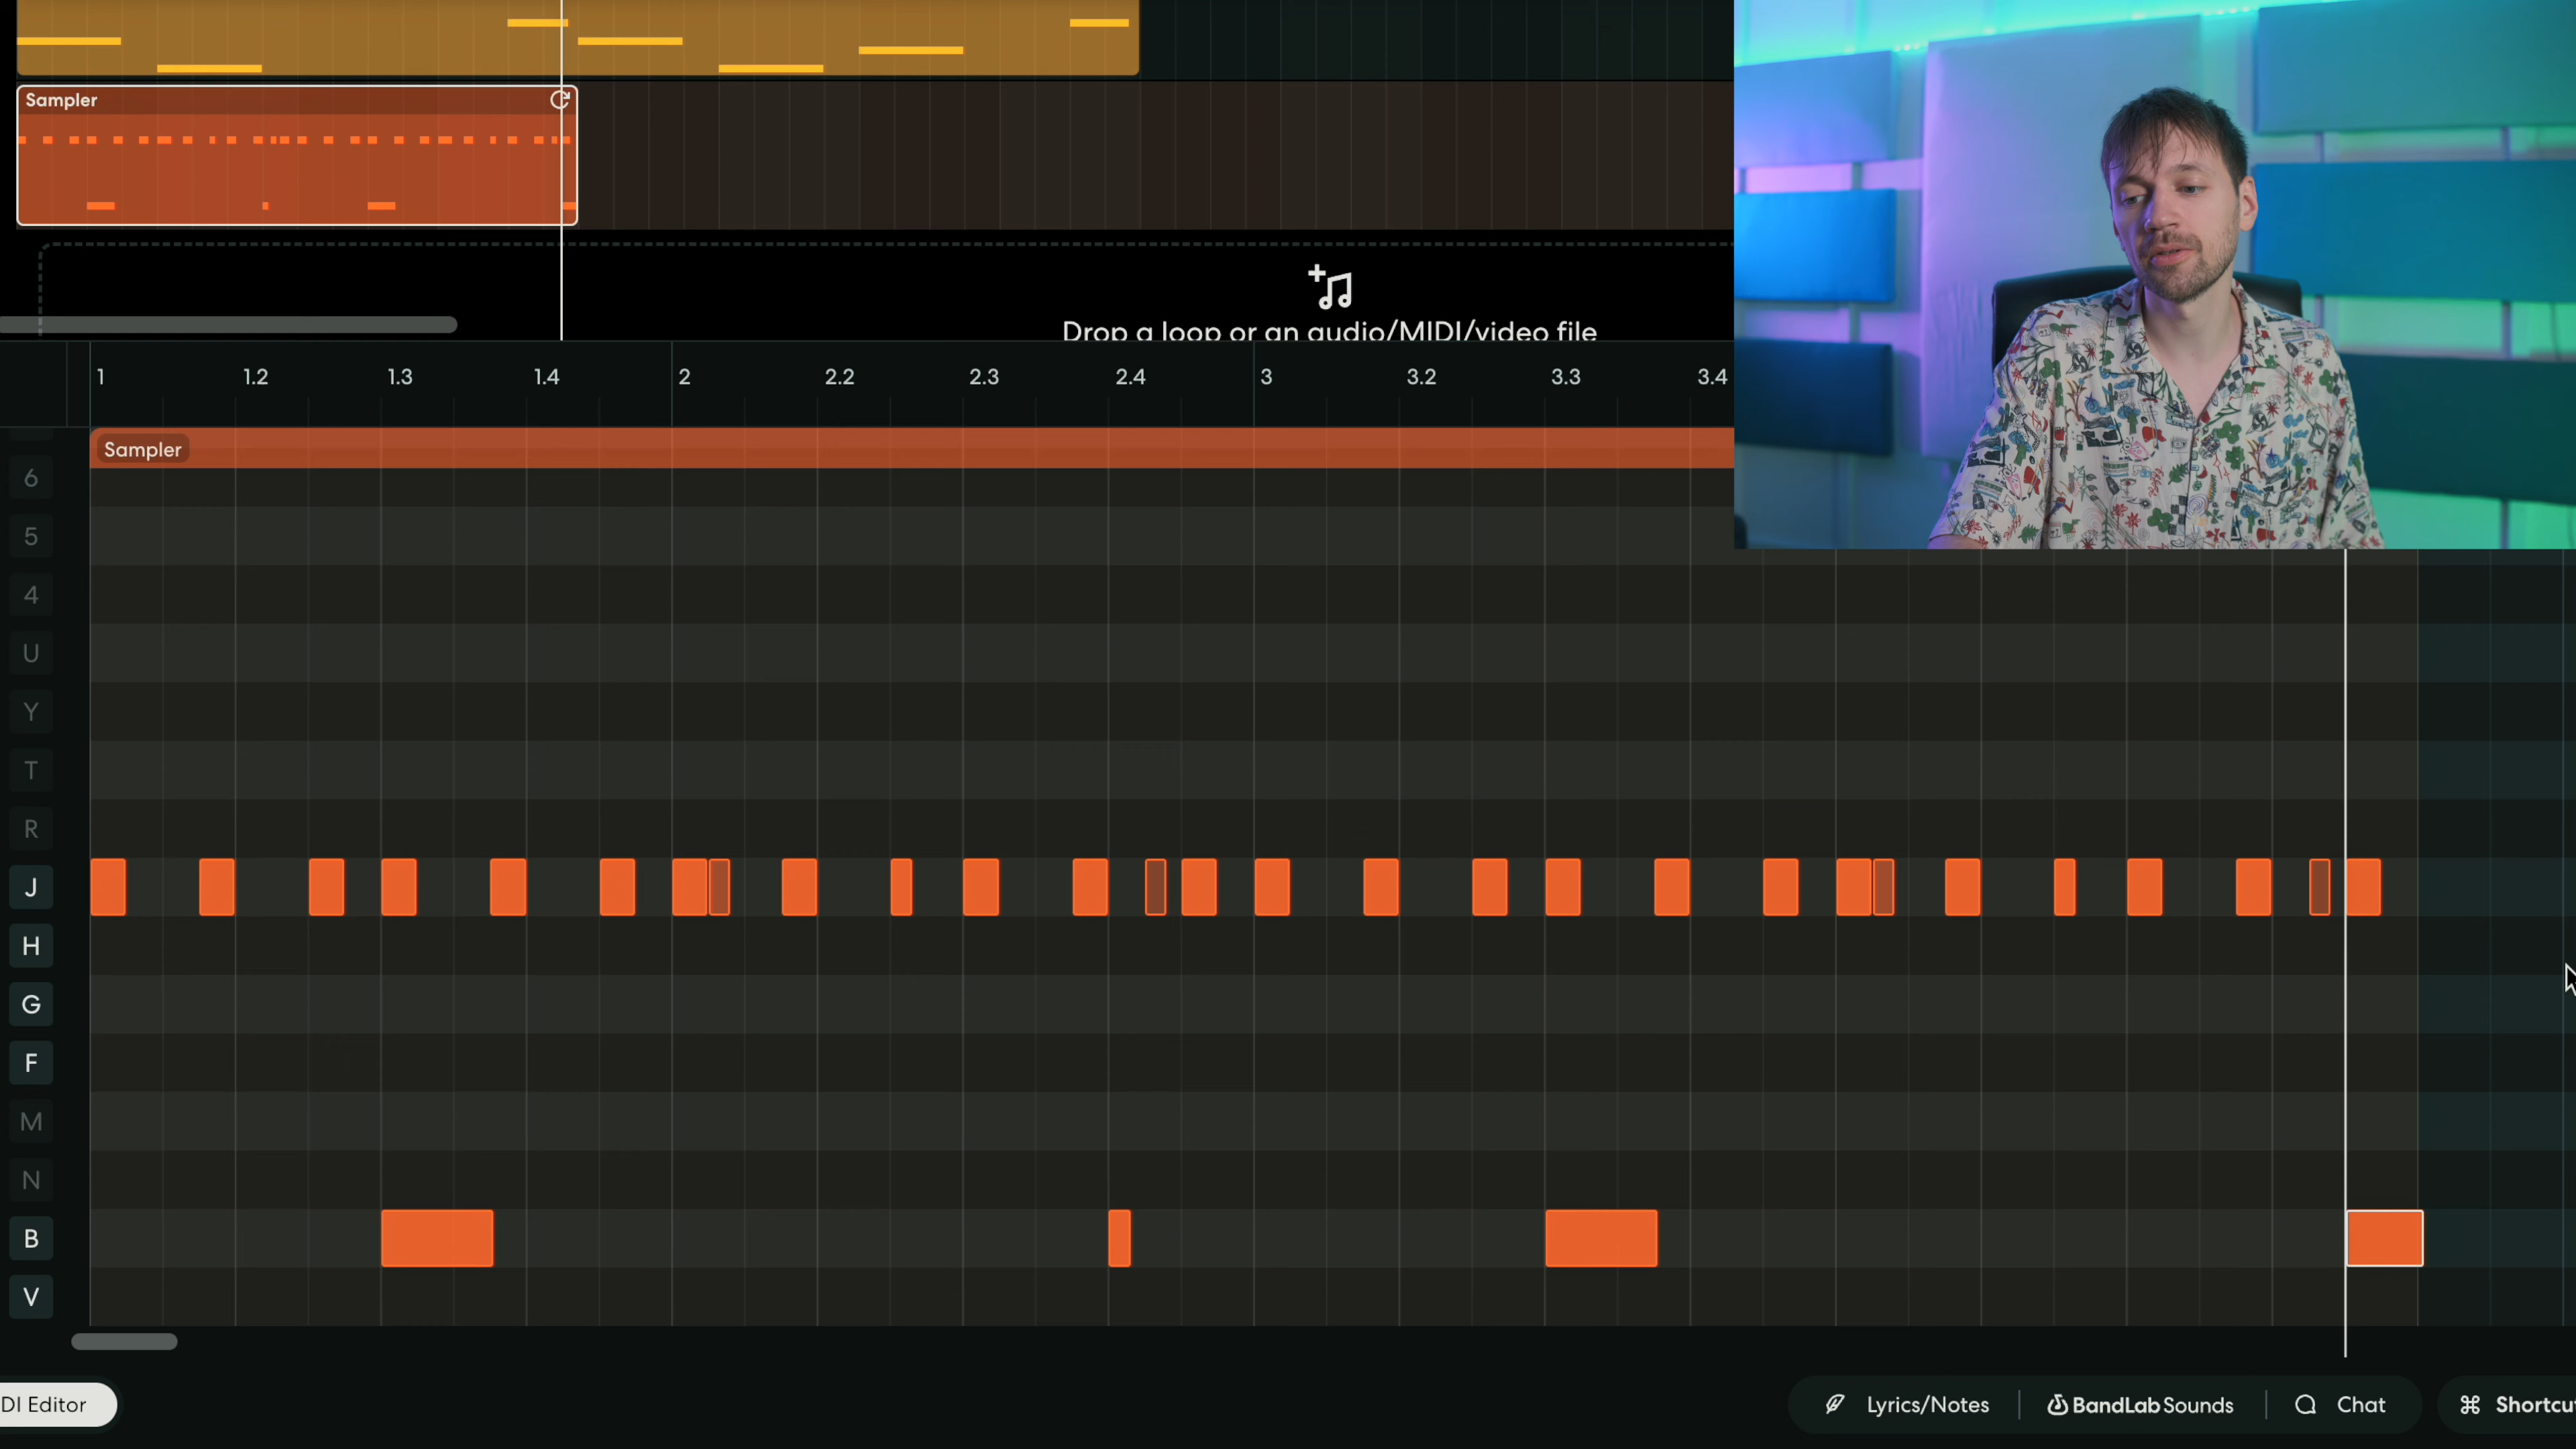 Sampler
Drop a loop or an audio/MIDI/video file
1 1.2 1.3 1.4 2 2.2 2.3 2.4 3 3.2 3.3 3.4
Sampler
6
5
4
U
Y
T
R
J
H
G
F
M
N
B
V
DI Editor
Lyrics/Notes
BandLab Sounds
Chat
⌘ Shortcu